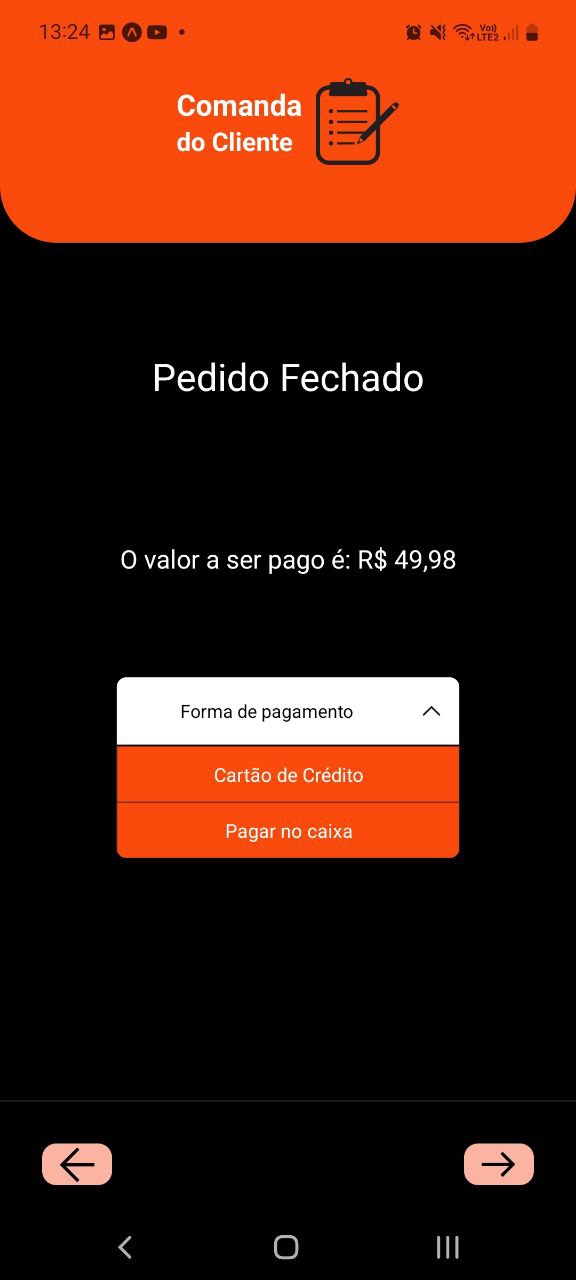 13:24
Vo))
LTE2
Comanda
do Cliente
Pedido Fechado
O valor a ser pago é: R$ 49,98
Forma de pagamento
Cartão de Crédito
Pagar no caixa